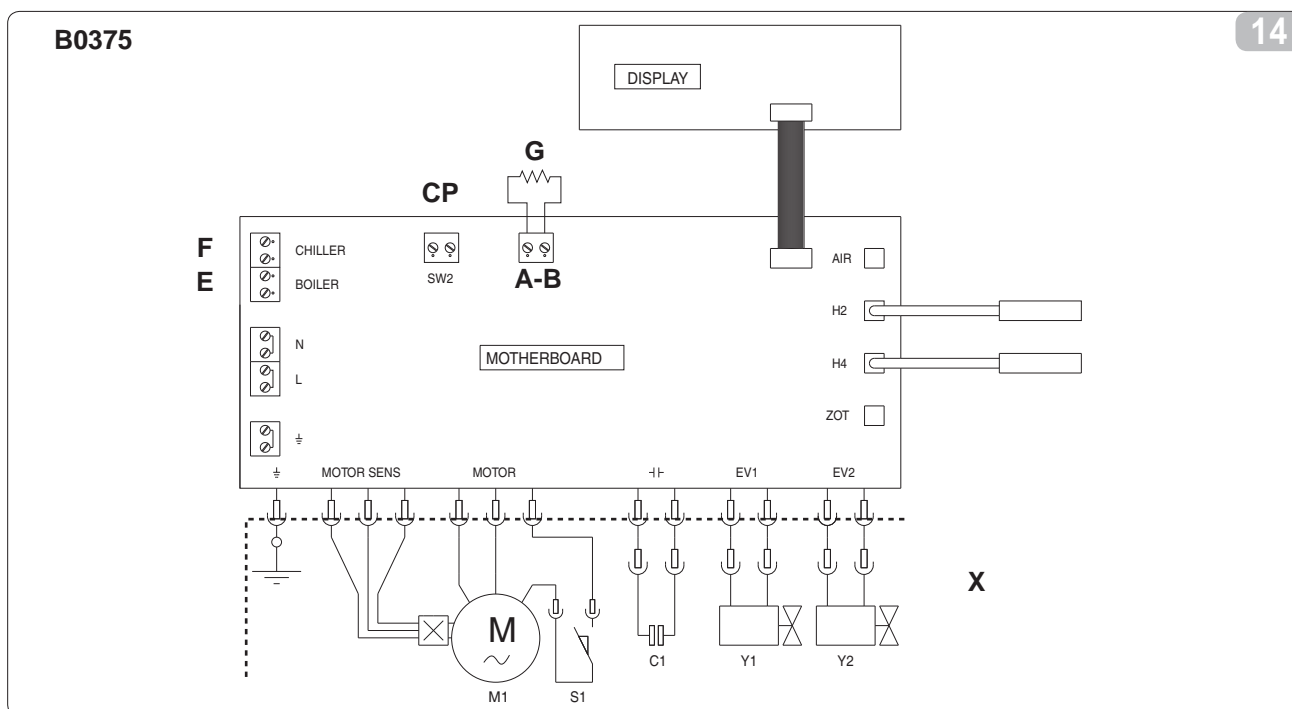 B0375
14
DISPLAY
G
CP
F
CHILLER
AIR
E
BOILER
SW2
A-B
H2
N
MOTHERBOARD
H4
L
ZOT
MOTOR SENS
MOTOR
EV1
EV2
X
M
C1
Y1
Y2
M1
S1